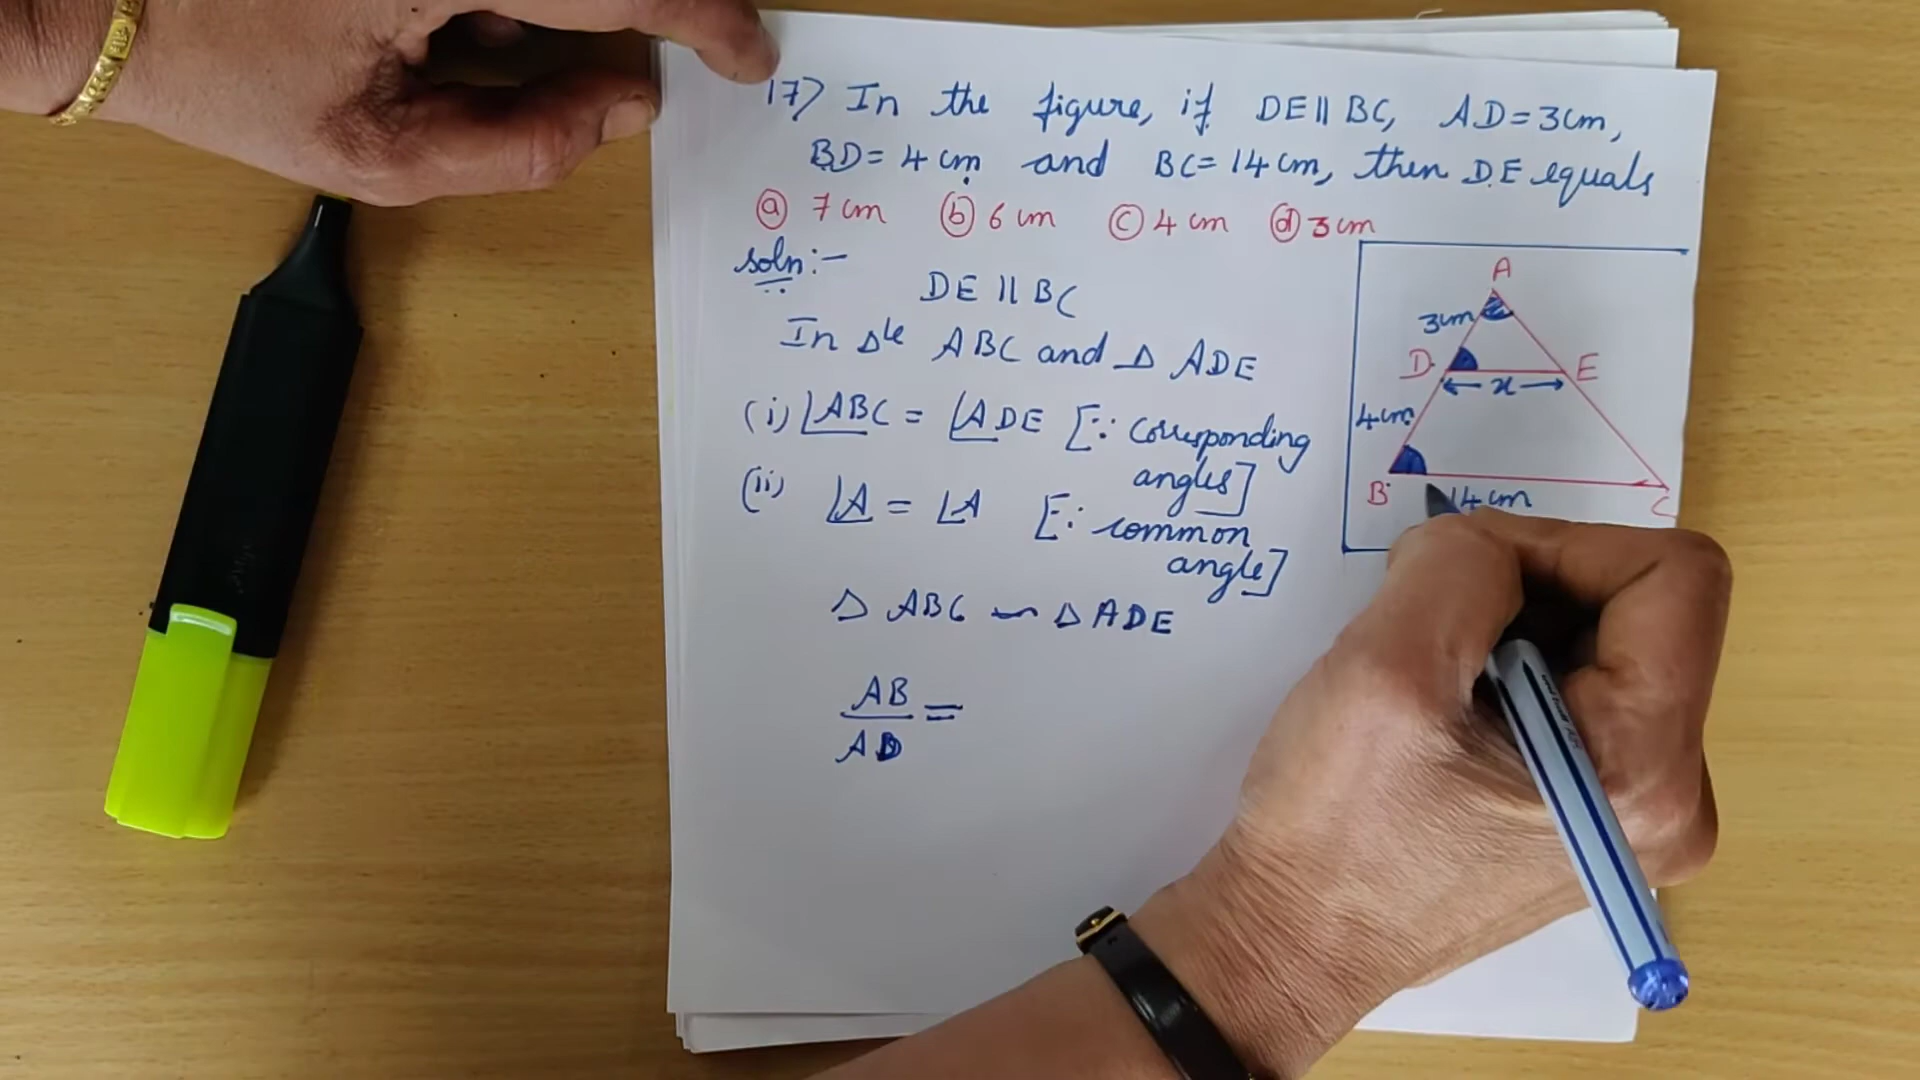 17) In the figure, if DE || BC, AD = 3cm,
BD = 4 cm and BC = 14 cm, then DE equals
ⓐ 7 cm ⓑ 6 cm ⓒ 4 cm ⓓ 3 cm
soln:-
DE || BC
In Δle ABC and Δ ADE
(i) ∠ABC = ∠ADE [∵ corresponding
angles]
(ii) ∠A = ∠A [∵ common
angle]
Δ ABC ∼ Δ ADE
AB
AD
=
A
3cm
D E
x
4cm
B C
14 cm